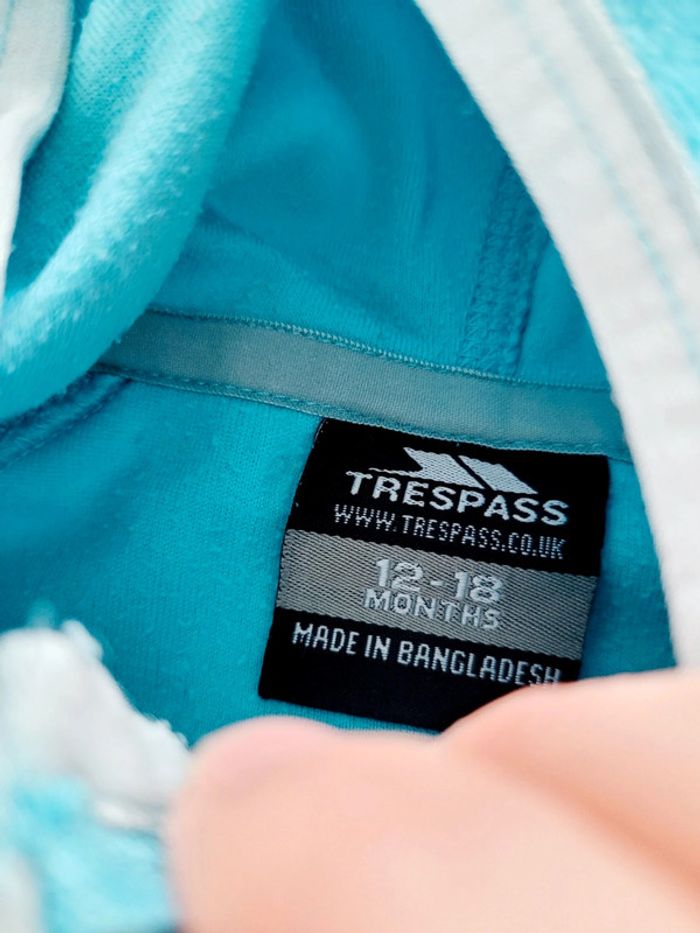 TRESPASS
WWW.TRESPASS.CO.UK
12-18
MONTHS
MADE IN BANGLADESH